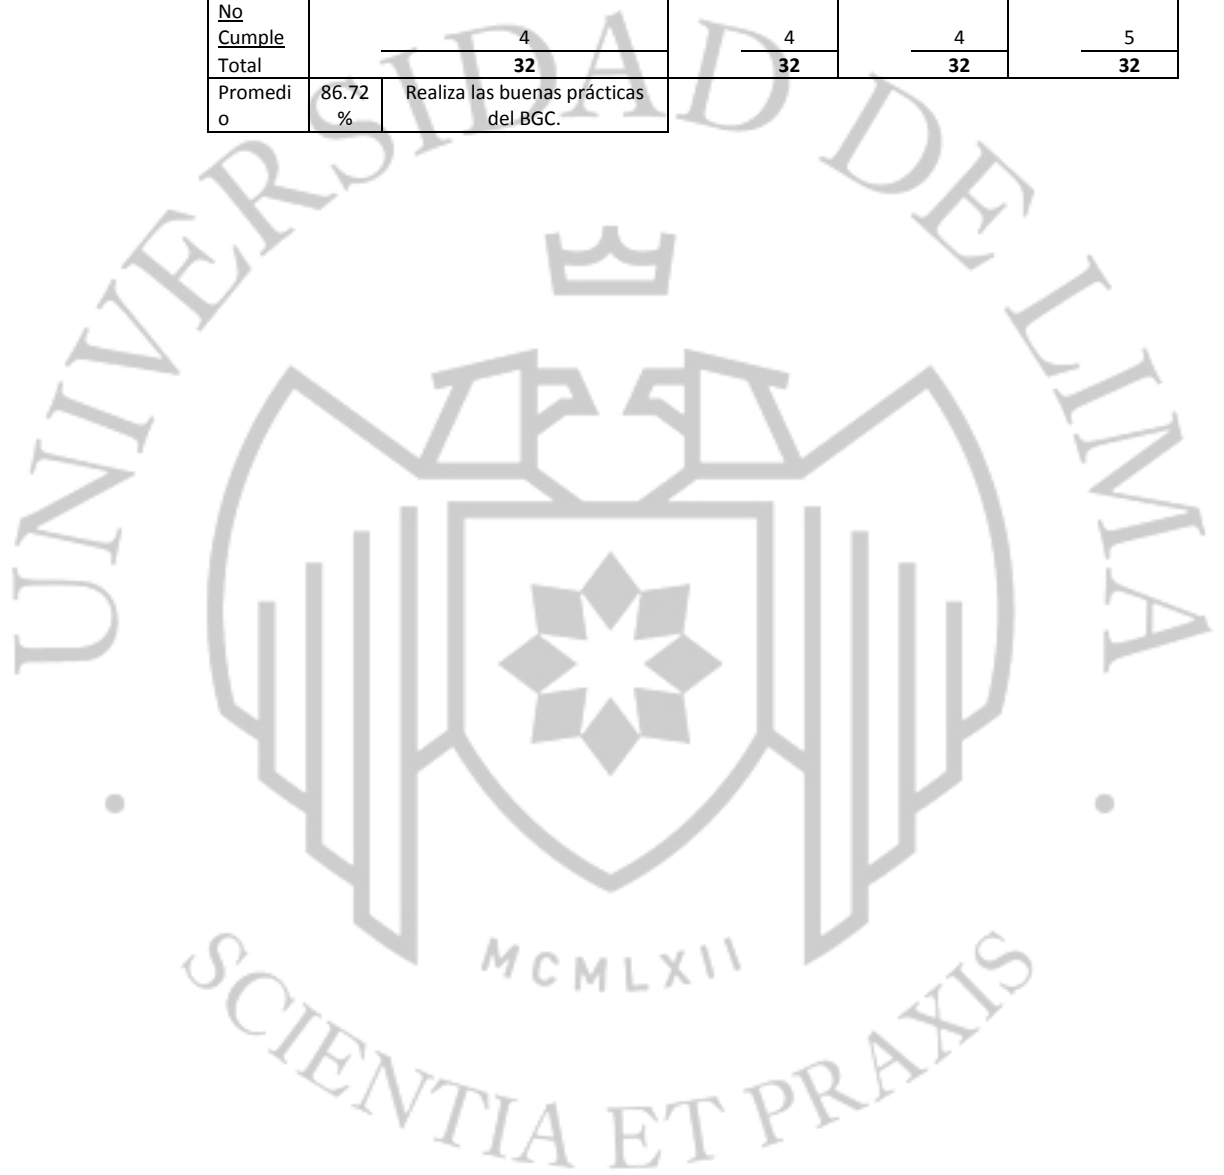 No
Cumple 4 4 4 5
Total 32 32 32 32
Promedi 86.72 Realiza las buenas prácticas
o % del BGC.
UNIVERSIDAD DE LIMA
MCMLXII
SCIENTIA ET PRAXIS